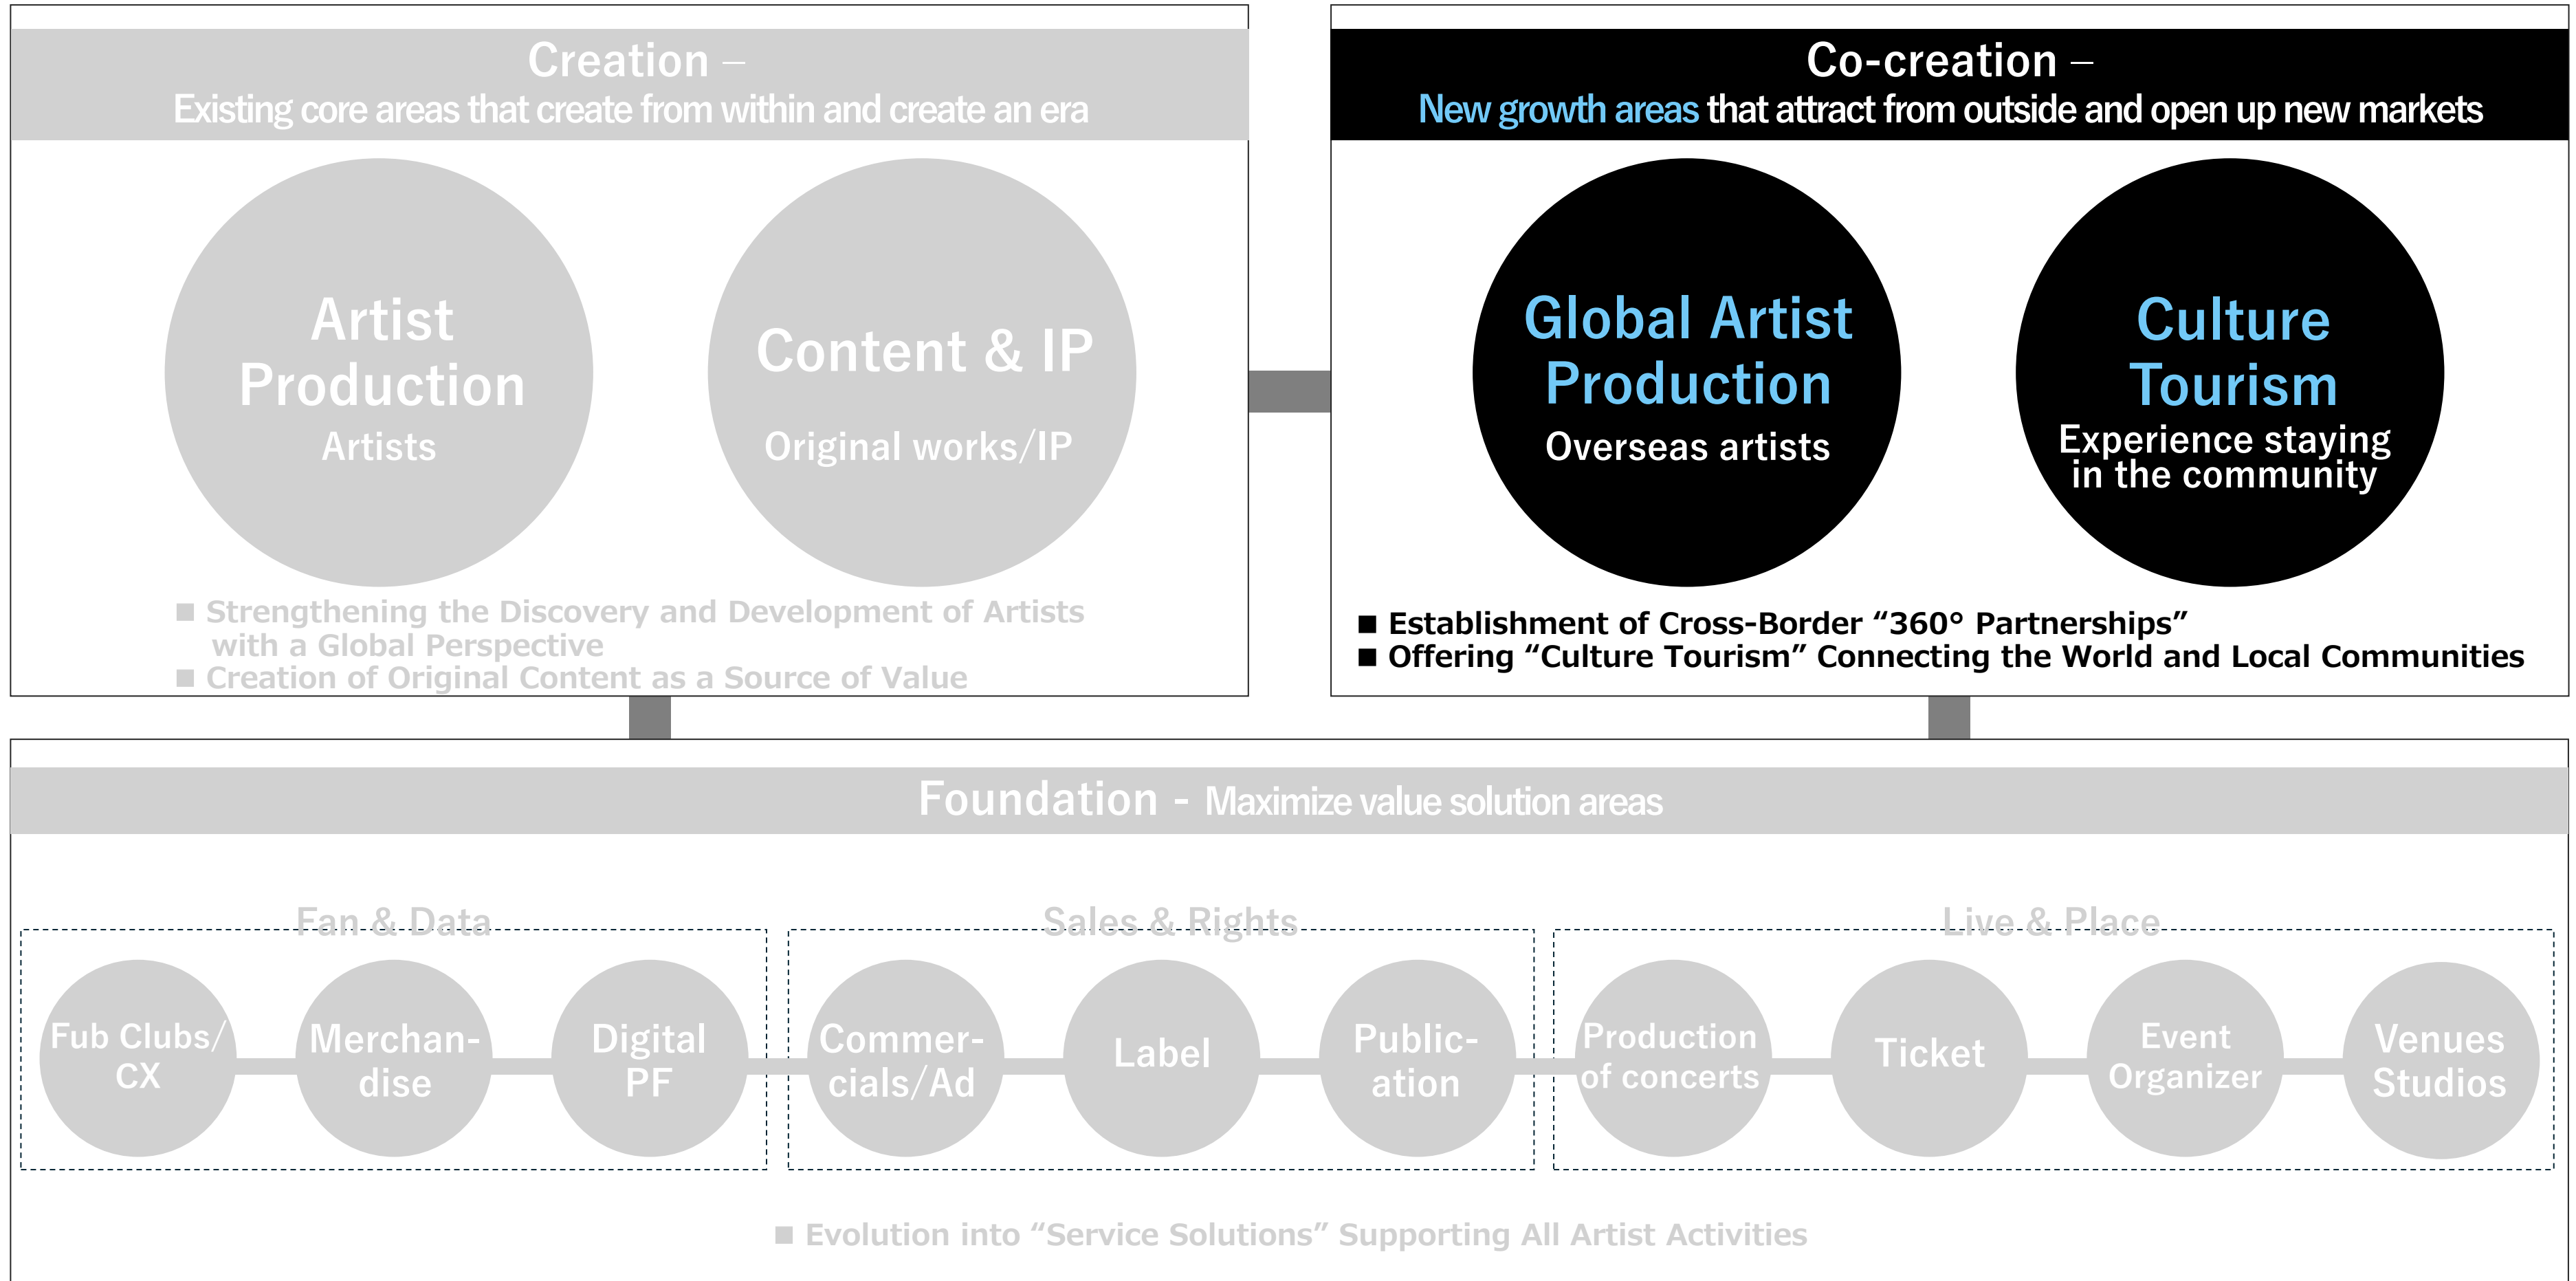 Creation –
Existing core areas that create from within and create an era
Artist
Production
Artists
Content & IP
Original works/IP
■ Strengthening the Discovery and Development of Artists
with a Global Perspective
■ Creation of Original Content as a Source of Value
Co-creation –
New growth areas that attract from outside and open up new markets
Global Artist
Production
Overseas artists
Culture
Tourism
Experience staying
in the community
■ Establishment of Cross-Border “360° Partnerships”
■ Offering “Culture Tourism” Connecting the World and Local Communities
Foundation - Maximize value solution areas
Fan & Data
Fub Clubs/
CX
Merchan-
dise
Digital
PF
Sales & Rights
Commer-
cials/Ad
Label
Public-
ation
Live & Place
Production
of concerts
Ticket
Event
Organizer
Venues
Studios
■ Evolution into “Service Solutions” Supporting All Artist Activities